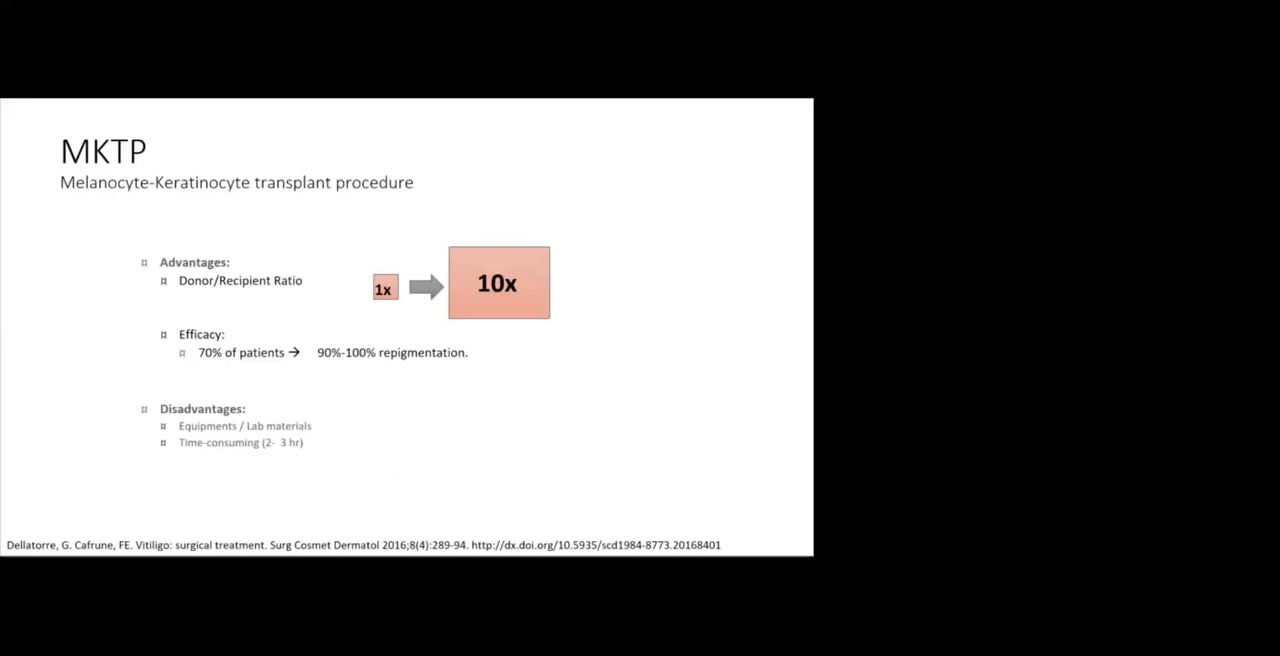 MKTP
Melanocyte-Keratinocyte transplant procedure
¤ Advantages:
¤ Donor/Recipient Ratio
1x
10x
¤ Efficacy:
¤ 70% of patients → 90%-100% repigmentation.
¤ Disadvantages:
¤ Equipments / Lab materials
¤ Time-consuming (2- 3 hr)
Dellatorre, G. Cafrune, FE. Vitiligo: surgical treatment. Surg Cosmet Dermatol 2016;8(4):289-94. http://dx.doi.org/10.5935/scd1984-8773.20168401